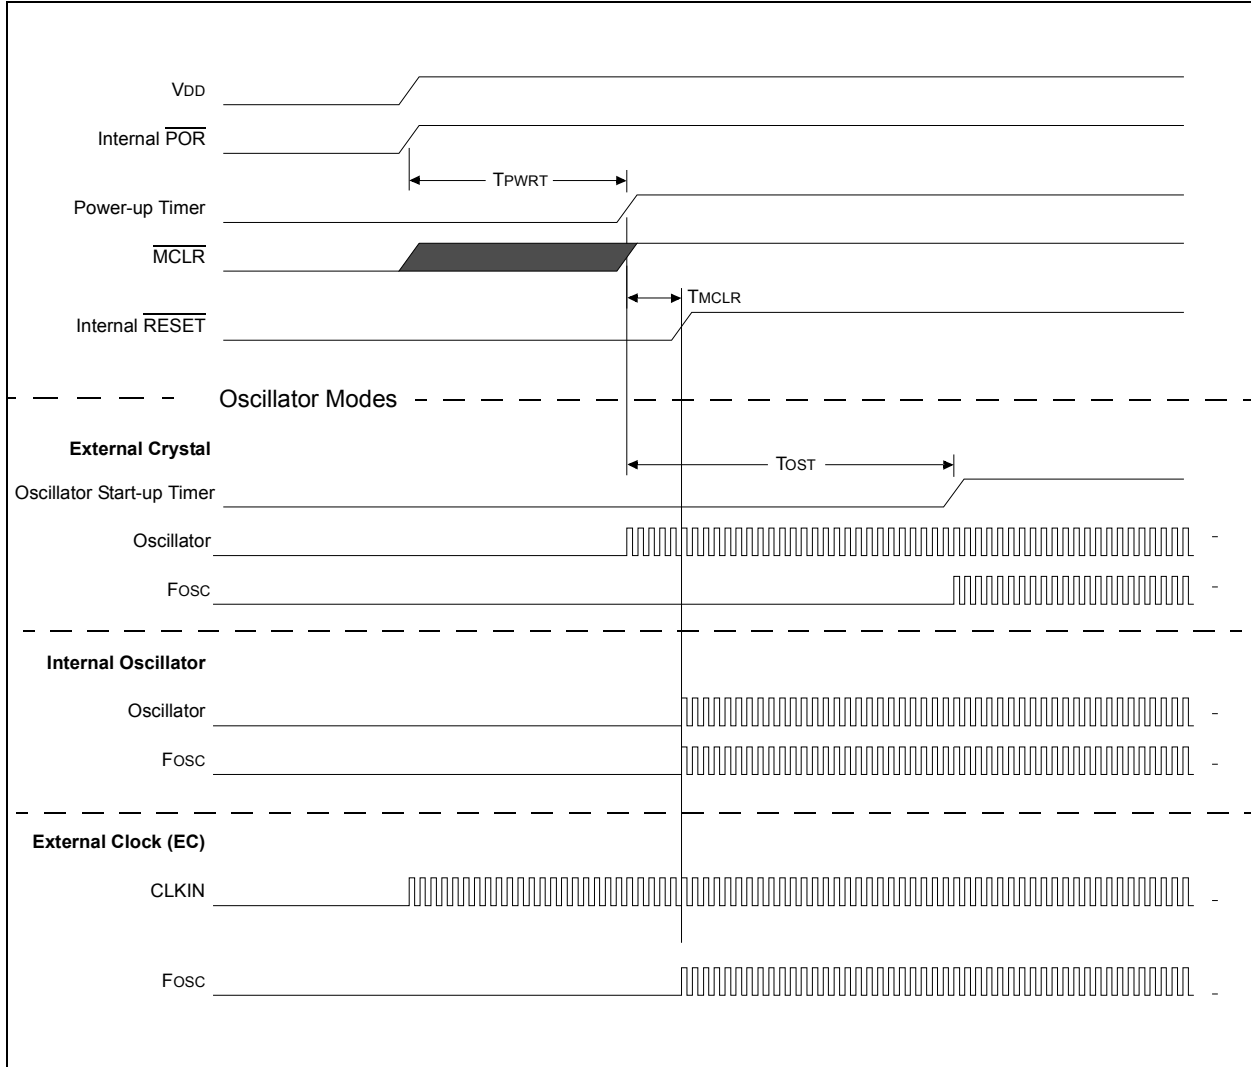 VDD
Internal POR
TPWRT
Power-up Timer
MCLR
TMCLR
Internal RESET
Oscillator Modes
External Crystal
TOST
Oscillator Start-up Timer
Oscillator
FOSC
Internal Oscillator
Oscillator
FOSC
External Clock (EC)
CLKIN
FOSC